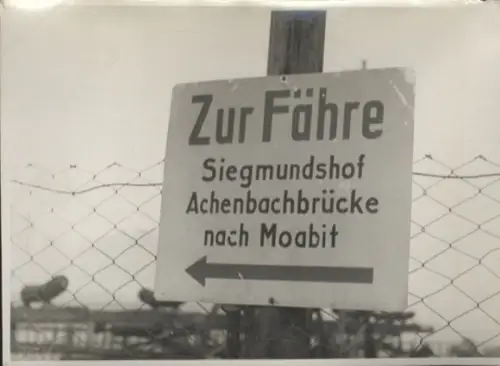 Zur Fähre
Siegmundshof
Achenbachbrücke
nach Moabit